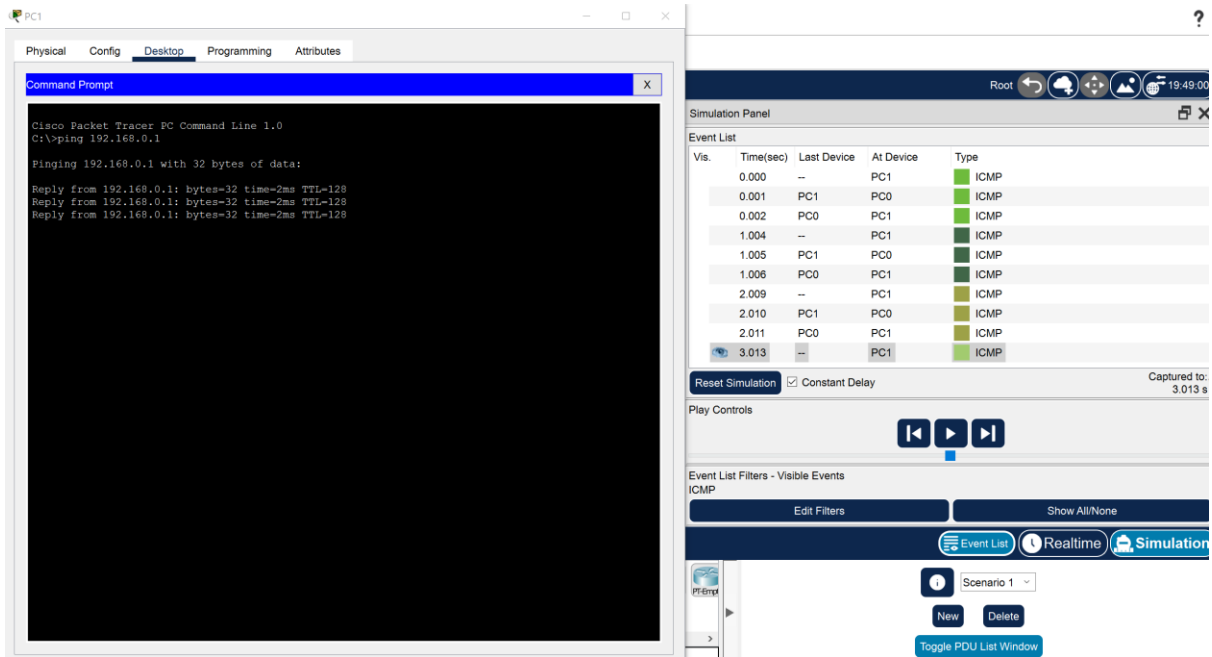 PC1
Physical Config Desktop Programming Attributes
Command Prompt X
Cisco Packet Tracer PC Command Line 1.0
C:\>ping 192.168.0.1
Pinging 192.168.0.1 with 32 bytes of data:
Reply from 192.168.0.1: bytes=32 time=2ms TTL=128
Reply from 192.168.0.1: bytes=32 time=2ms TTL=128
Reply from 192.168.0.1: bytes=32 time=2ms TTL=128
?
Root 19:49:00
Simulation Panel
Event List
Vis. Time(sec) Last Device At Device Type
0.000 -- PC1 ICMP
0.001 PC1 PC0 ICMP
0.002 PC0 PC1 ICMP
1.004 -- PC1 ICMP
1.005 PC1 PC0 ICMP
1.006 PC0 PC1 ICMP
2.009 -- PC1 ICMP
2.010 PC1 PC0 ICMP
2.011 PC0 PC1 ICMP
3.013 -- PC1 ICMP
Reset Simulation Constant Delay
Captured to:
3.013 s
Play Controls
Event List Filters - Visible Events
ICMP
Edit Filters Show All/None
Event List Realtime Simulation
PT-Empt
Scenario 1
New Delete
Toggle PDU List Window